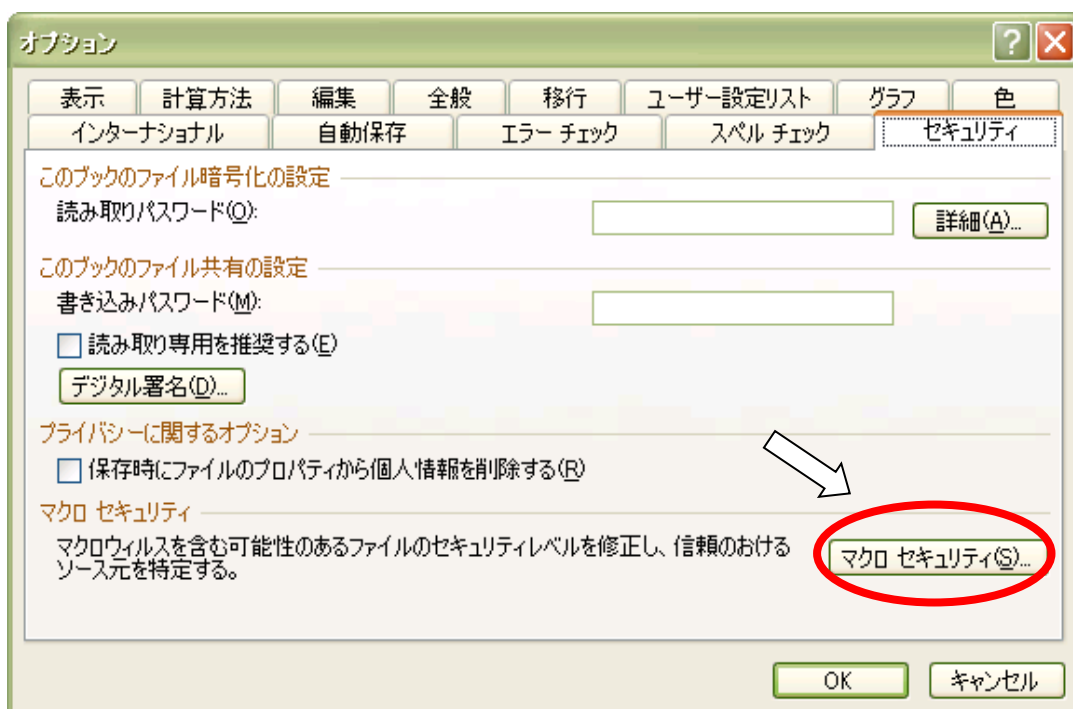 オプション
表示 計算方法 編集 全般 移行 ユーザー設定リスト グラフ 色
インターナショナル 自動保存 エラー チェック スペル チェック セキュリティ
このブックのファイル暗号化の設定
読み取りパスワード(O):
詳細(A)...
このブックのファイル共有の設定
書き込みパスワード(M):
読み取り専用を推奨する(E)
デジタル署名(D)...
プライバシーに関するオプション
保存時にファイルのプロパティから個人情報を削除する(R)
マクロ セキュリティ
マクロウィルスを含む可能性のあるファイルのセキュリティレベルを修正し、信頼のおける
ソース元を特定する。
マクロ セキュリティ(S)...
OK キャンセル